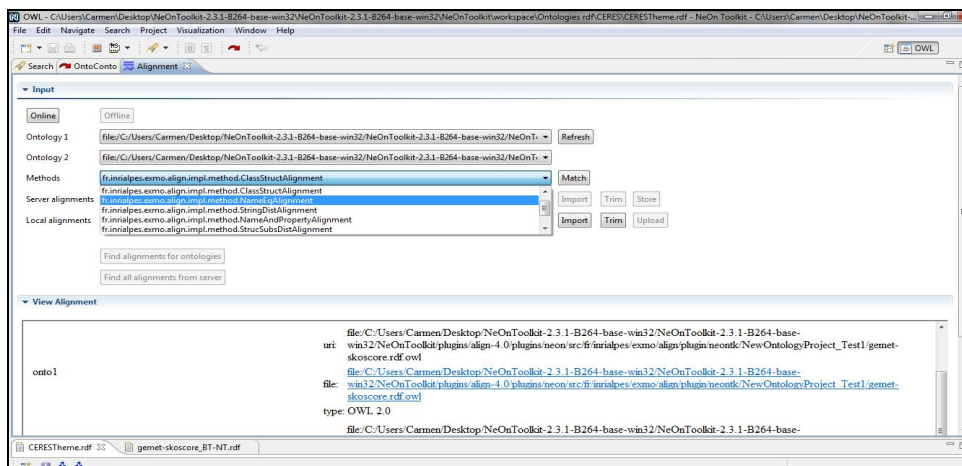 OWL - C:\Users\Carmen\Desktop\NeOnToolkit-2.3.1-B264-base-win32\NeOnToolkit-2.3.1-B264-base-win32\NeOnToolkit\workspace\Ontologies rdf\CERES\CERESTheme.rdf - NeOn Toolkit - C:\Users\Carmen\Desktop\NeOnToolkit-...
File Edit Navigate Search Project Visualization Window Help
OWL
Search OntoConto Alignment
Input
Online Offline
Ontology 1 file:/C:/Users/Carmen/Desktop/NeOnToolkit-2.3.1-B264-base-win32/NeOnToolkit-2.3.1-B264-base-win32/NeOnT Refresh
Ontology 2 file:/C:/Users/Carmen/Desktop/NeOnToolkit-2.3.1-B264-base-win32/NeOnToolkit-2.3.1-B264-base-win32/NeOnT
Methods fr.inrialpes.exmo.align.impl.method.ClassStructAlignment Match
fr.inrialpes.exmo.align.impl.method.ClassStructAlignment
Server alignments fr.inrialpes.exmo.align.impl.method.NameEqAlignment Import Trim Store
fr.inrialpes.exmo.align.impl.method.StringDistAlignment
Local alignments fr.inrialpes.exmo.align.impl.method.NameAndPropertyAlignment Import Trim Upload
fr.inrialpes.exmo.align.impl.method.StrucSubsDistAlignment
Find alignments for ontologies
Find all alignments from server
View Alignment
file:/C:/Users/Carmen/Desktop/NeOnToolkit-2.3.1-B264-base-win32/NeOnToolkit-2.3.1-B264-base-
uri: win32/NeOnToolkit/plugins/align-4.0/plugins/neon/src/fr/inrialpes/exmo/align/plugin/neontk/NewOntologyProject_Test1/gemet-
skoscore.rdf.owl
onto1 file:/C:/Users/Carmen/Desktop/NeOnToolkit-2.3.1-B264-base-win32/NeOnToolkit-2.3.1-B264-base-
file: win32/NeOnToolkit/plugins/align-4.0/plugins/neon/src/fr/inrialpes/exmo/align/plugin/neontk/NewOntologyProject_Test1/gemet-
skoscore.rdf.owl
type: OWL 2.0
file:/C:/Users/Carmen/Desktop/NeOnToolkit-2.3.1-B264-base-win32/NeOnToolkit-2.3.1-B264-base-
CERESTheme.rdf gemet-skoscore_BT-NT.rdf